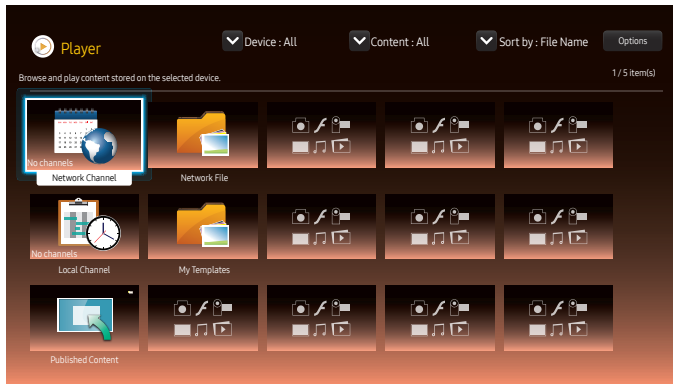 Player
Device : All
Content : All
Sort by : File Name
Options
Browse and play content stored on the selected device.
1 / 5 item(s)
No channels
Network Channel
Network File
No channels
Local Channel
My Templates
Published Content